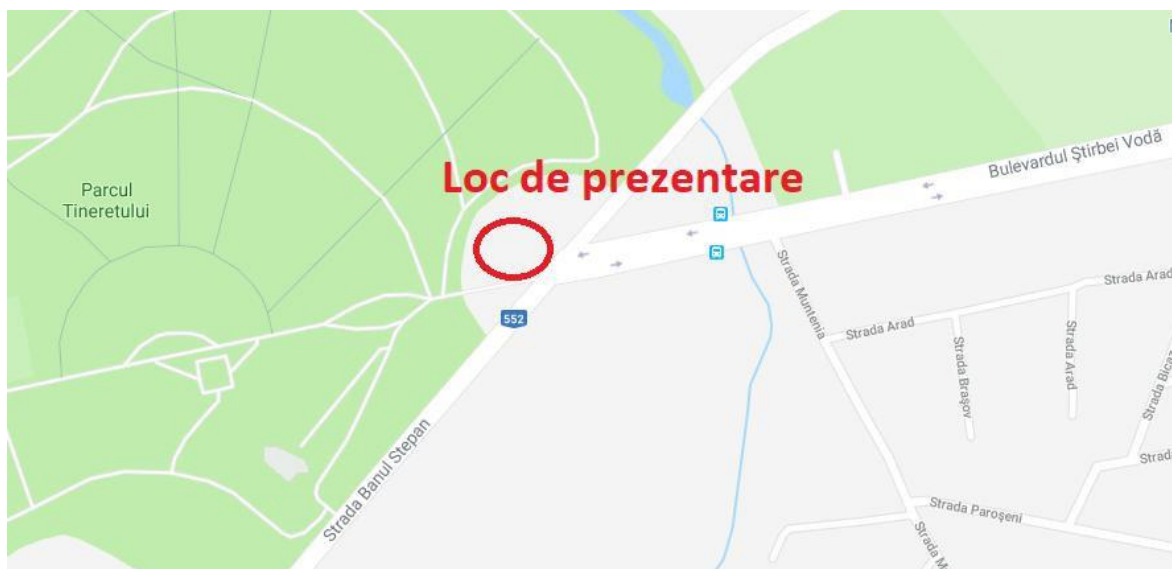 Loc de prezentare
Parcul
Tineretului
Bulevardul Știrbei Vodă
552
Strada Banul Stepan
Strada Muntenia
Strada Arad
Strada Arad
Strada Brașov
Strada Arad
Strada
Strada Paroșeni